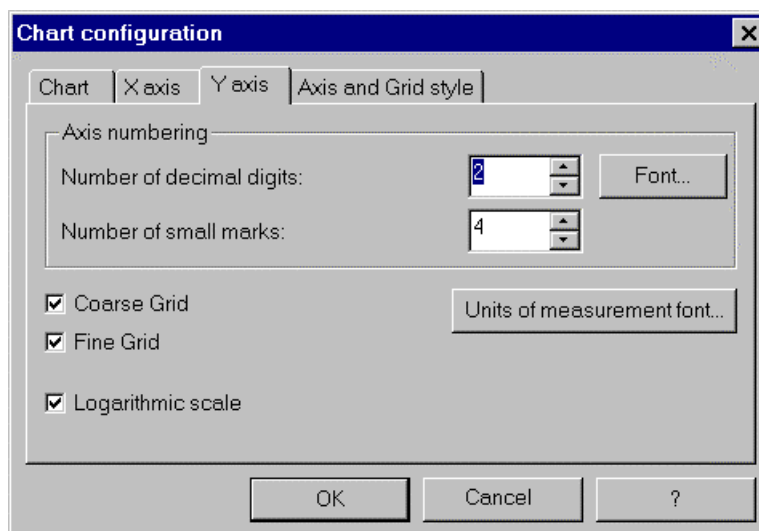 Chart configuration
Chart X axis Y axis Axis and Grid style
Axis numbering
Number of decimal digits: 2 Font...
Number of small marks: 4
Coarse Grid Units of measurement font...
Fine Grid
Logarithmic scale
OK Cancel ?